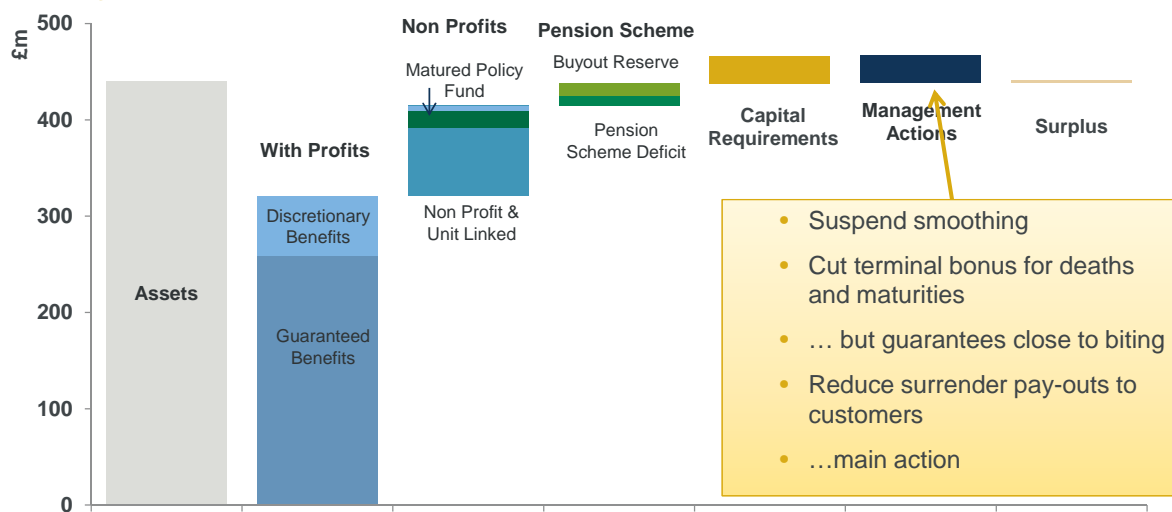 500
400
300
200
100
0
£m
Assets
With Profits
Discretionary
Benefits
Guaranteed
Benefits
Non Profits
Matured Policy
Fund
Non Profit &
Unit Linked
Pension Scheme
Buyout Reserve
Pension
Scheme Deficit
Capital
Requirements
Management
Actions
Surplus
• Suspend smoothing
• Cut terminal bonus for deaths
and maturities
• … but guarantees close to biting
• Reduce surrender pay-outs to
customers
• …main action